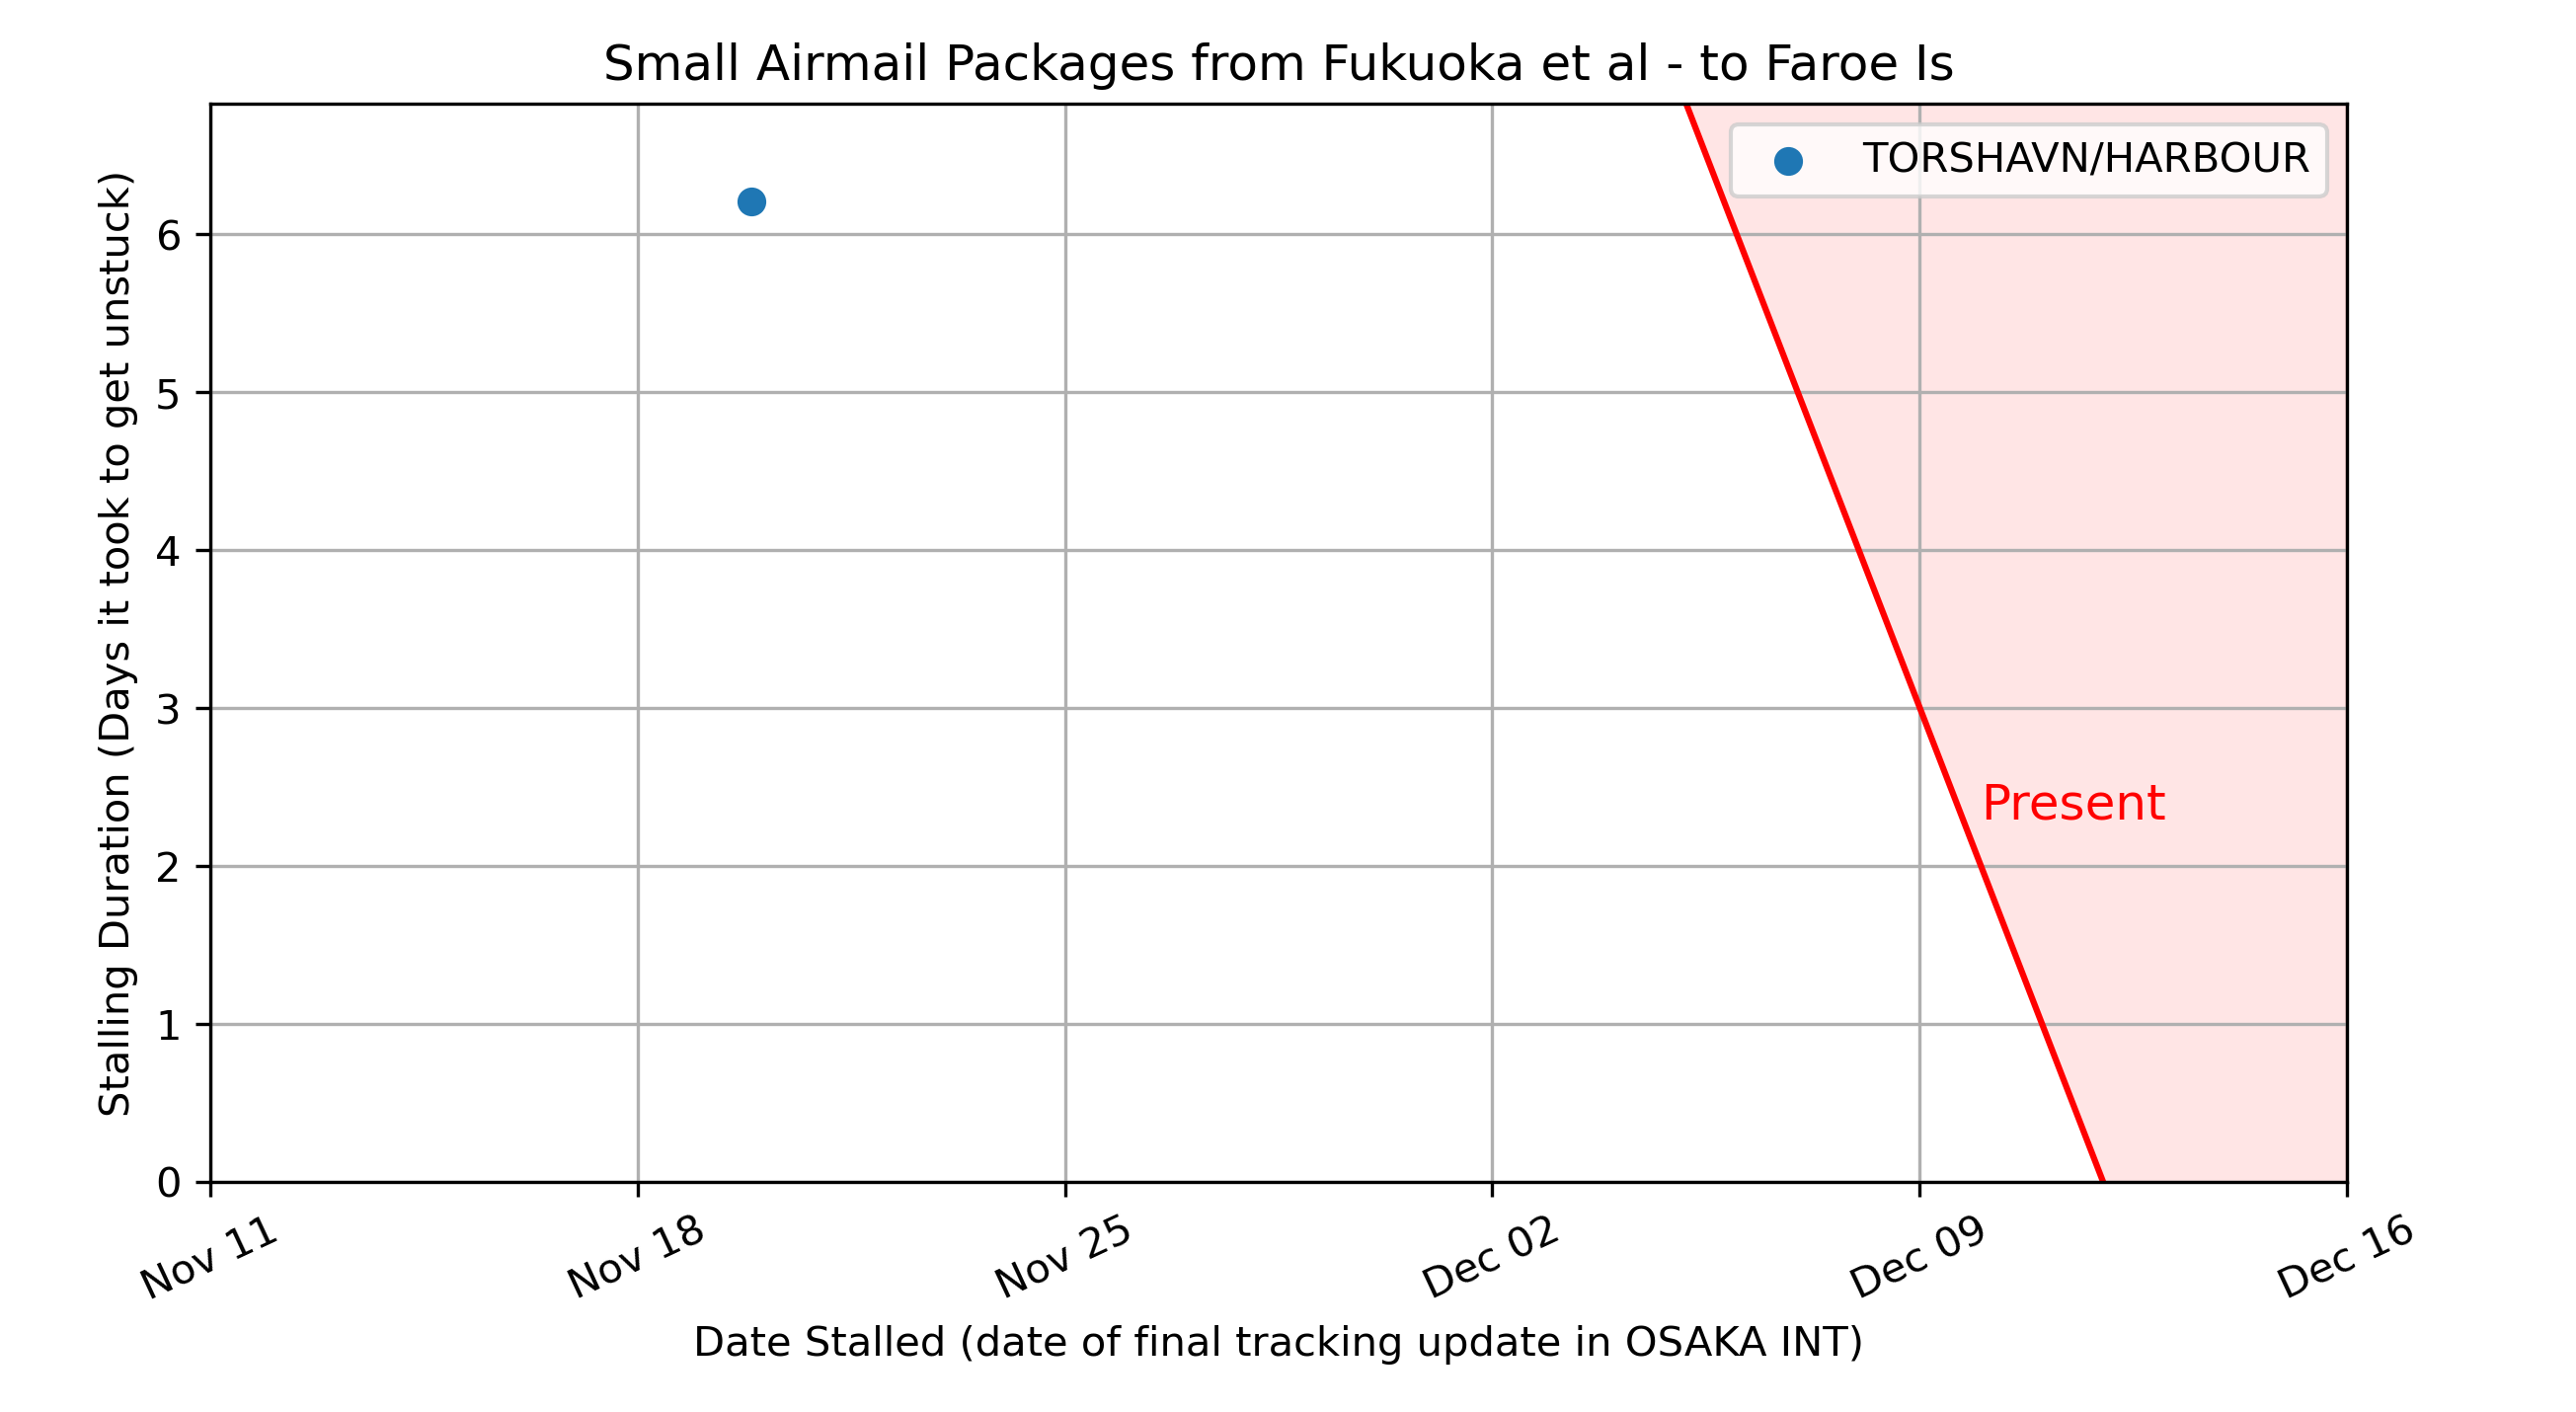 Small Airmail Packages from Fukuoka et al - to Faroe Is
TORSHAVN/HARBOUR
Stalling Duration (Days it took to get unstuck)
6
5
4
3
2
1
0
Present
Nov 11
Nov 18
Nov 25
Dec 02
Dec 09
Dec 16
Date Stalled (date of final tracking update in OSAKA INT)